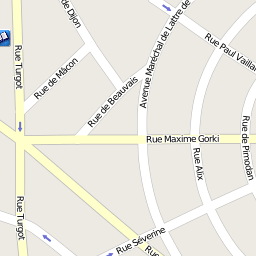 de Dijon
Avenue Maréchal de Lattre de
Rue Paul Vaillan
Rue Turgot
Rue de Mâcon
Rue de Beauvais
Rue Maxime Gorki
Rue Alix
Rue de Pimodan
Rue Turgot
Rue Séverine
Rue